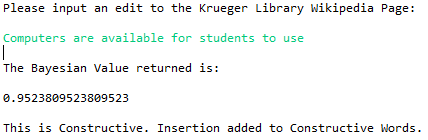 Please input an edit to the Krueger Library Wikipedia Page:
Computers are available for students to use
The Bayesian Value returned is:
0.9523809523809523
This is Constructive. Insertion added to Constructive Words.